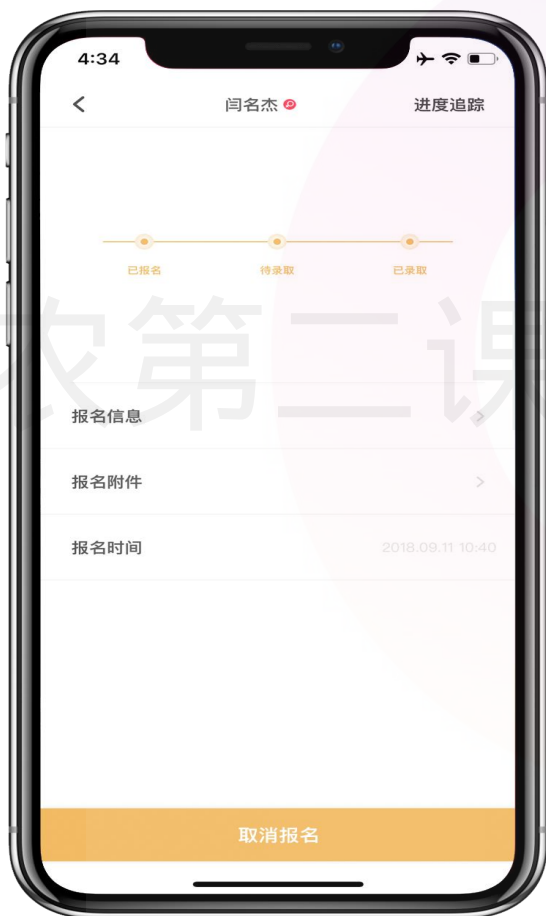 4:34
闫名杰 进度追踪
已报名 待录取 已录取
农第二课
报名信息
报名附件
报名时间 2018.09.11 10:40
取消报名